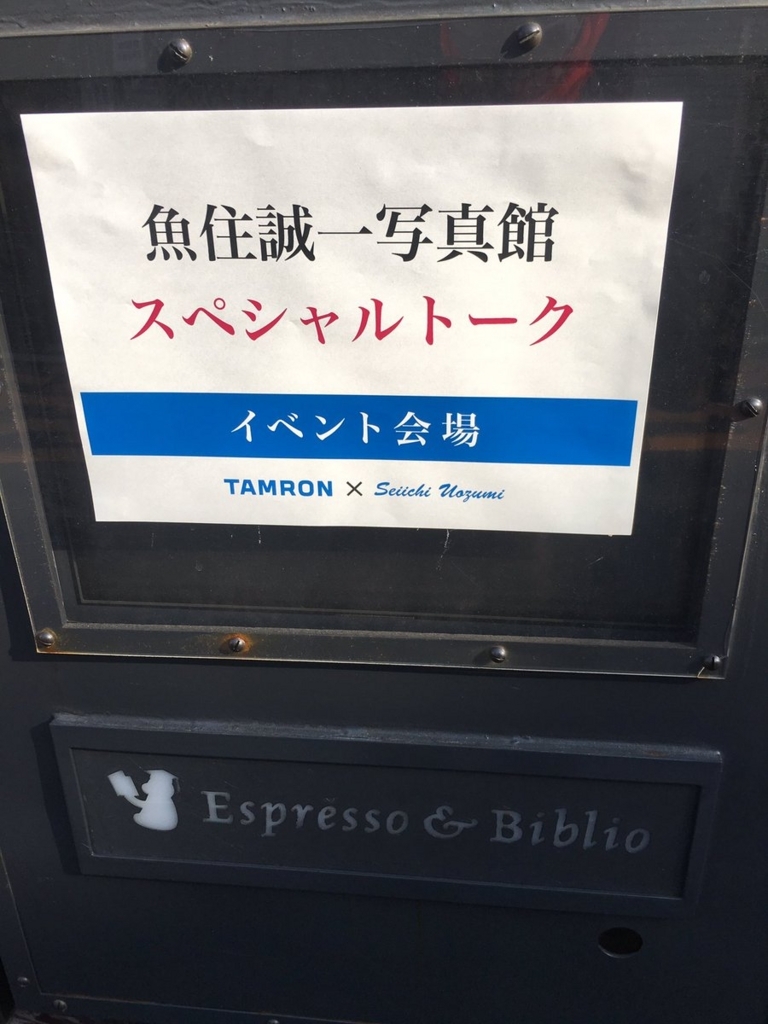 魚住誠一写真館
スペシャルトーク
イベント会場
TAMRON × Seiichi Uozumi
Espresso & Biblio